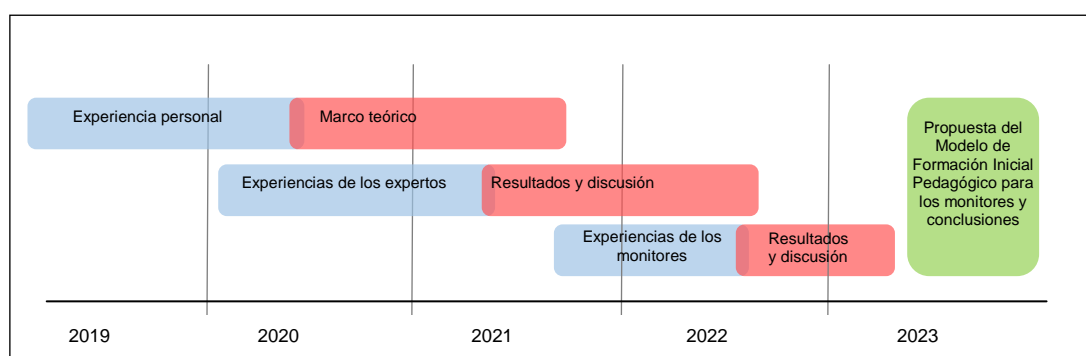 Experiencia personal
Marco teórico
Experiencias de los expertos
Resultados y discusión
Experiencias de los
monitores
Resultados
y discusión
Propuesta del
Modelo de
Formación Inicial
Pedagógico para
los monitores y
conclusiones
2019
2020
2021
2022
2023